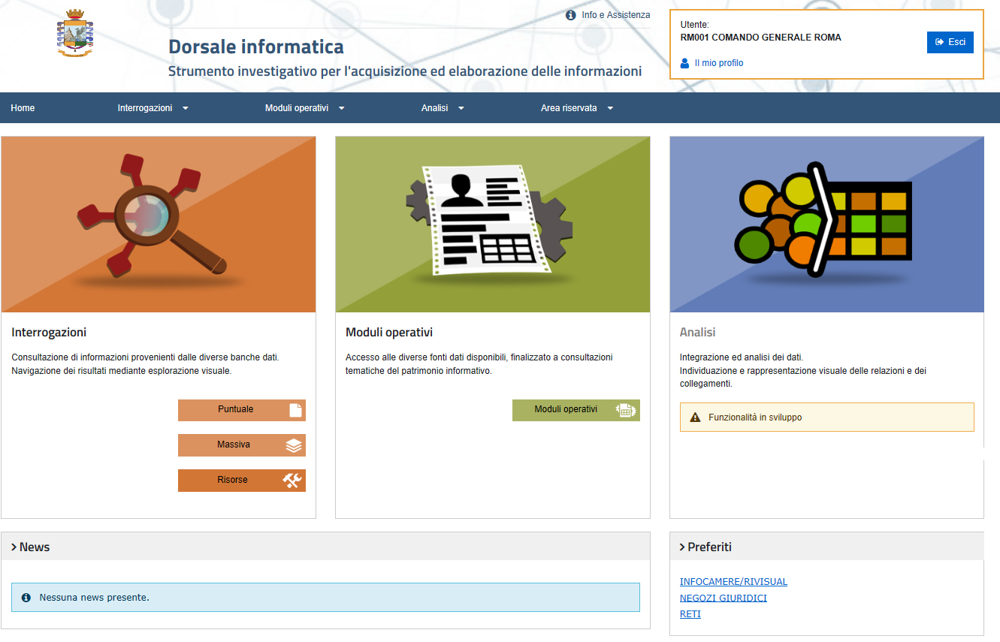 Info e Assistenza
Dorsale informatica
Strumento investigativo per l'acquisizione ed elaborazione delle informazioni
Utente:
RM001 COMANDO GENERALE ROMA
Esci
Il mio profilo
Home
Interrogazioni
Moduli operativi
Analisi
Area riservata
Interrogazioni
Consultazione di informazioni provenienti dalle diverse banche dati.
Navigazione dei risultati mediante esplorazione visuale.
Puntuale
Massiva
Risorse
Moduli operativi
Accesso alle diverse fonti dati disponibili, finalizzato a consultazioni
tematiche del patrimonio informativo.
Moduli operativi
Analisi
Integrazione ed analisi dei dati.
Individuazione e rappresentazione visuale delle relazioni e dei
collegamenti.
Funzionalità in sviluppo
News
Nessuna news presente.
Preferiti
INFOCAMERE/RIVISUAL
NEGOZI GIURIDICI
RETI